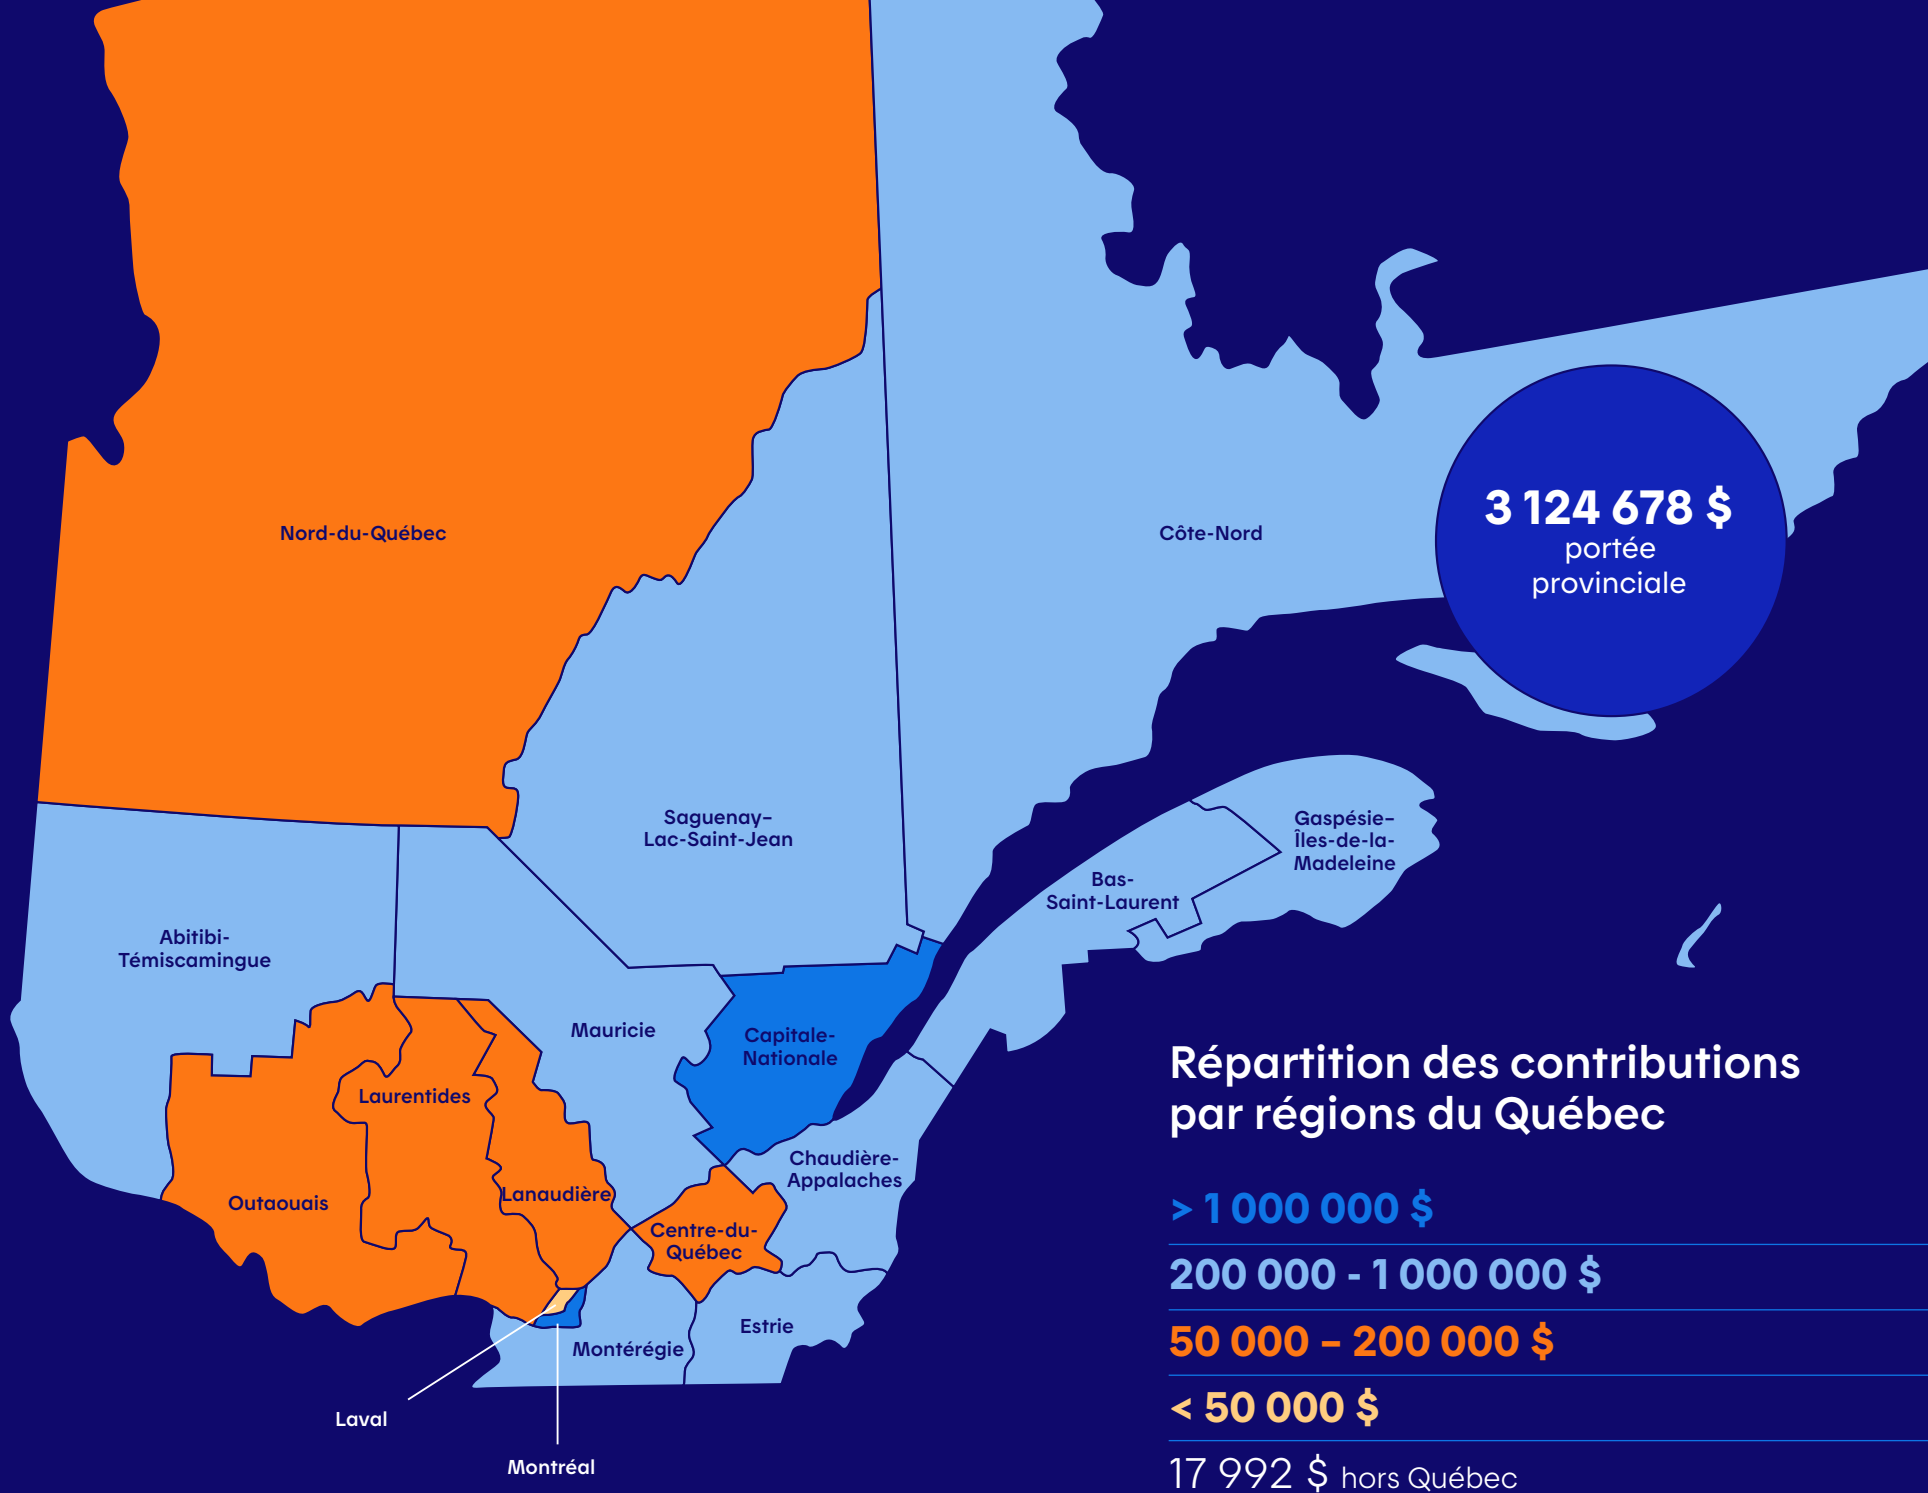 3 124 678 $
portée
provinciale
Nord-du-Québec
Côte-Nord
Saguenay–
Lac-Saint-Jean
Gaspésie–
Îles-de-la-
Madeleine
Bas-
Saint-Laurent
Abitibi-
Témiscamingue
Mauricie
Capitale-
Nationale
Laurentides
Chaudière-
Appalaches
Outaouais
Lanaudière
Centre-du-
Québec
Estrie
Montérégie
Laval
Montréal
Répartition des contributions
par régions du Québec
> 1 000 000 $
200 000 - 1 000 000 $
50 000 – 200 000 $
< 50 000 $
17 992 $ hors Québec